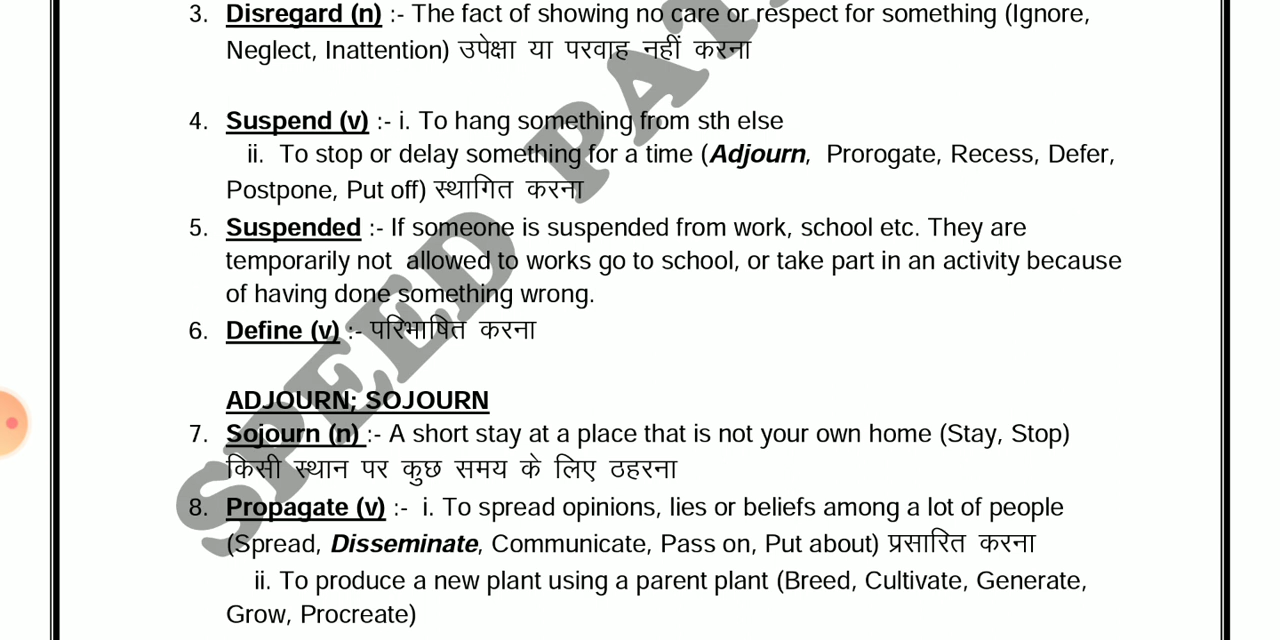 3. Disregard (n) :- The fact of showing no care or respect for something (Ignore,
Neglect, Inattention) उपेक्षा या परवाह नहीं करना
4. Suspend (v) :- i. To hang something from sth else
ii. To stop or delay something for a time (Adjourn, Prorogate, Recess, Defer,
Postpone, Put off) स्थागित करना
5. Suspended :- If someone is suspended from work, school etc. They are
temporarily not allowed to works go to school, or take part in an activity because
of having done something wrong.
6. Define (v) :- परिभाषित करना
ADJOURN; SOJOURN
7. Sojourn (n) :- A short stay at a place that is not your own home (Stay, Stop)
किसी स्थान पर कुछ समय के लिए ठहरना
8. Propagate (v) :- i. To spread opinions, lies or beliefs among a lot of people
(Spread, Disseminate, Communicate, Pass on, Put about) प्रसारित करना
ii. To produce a new plant using a parent plant (Breed, Cultivate, Generate,
Grow, Procreate)
SPEED PAT